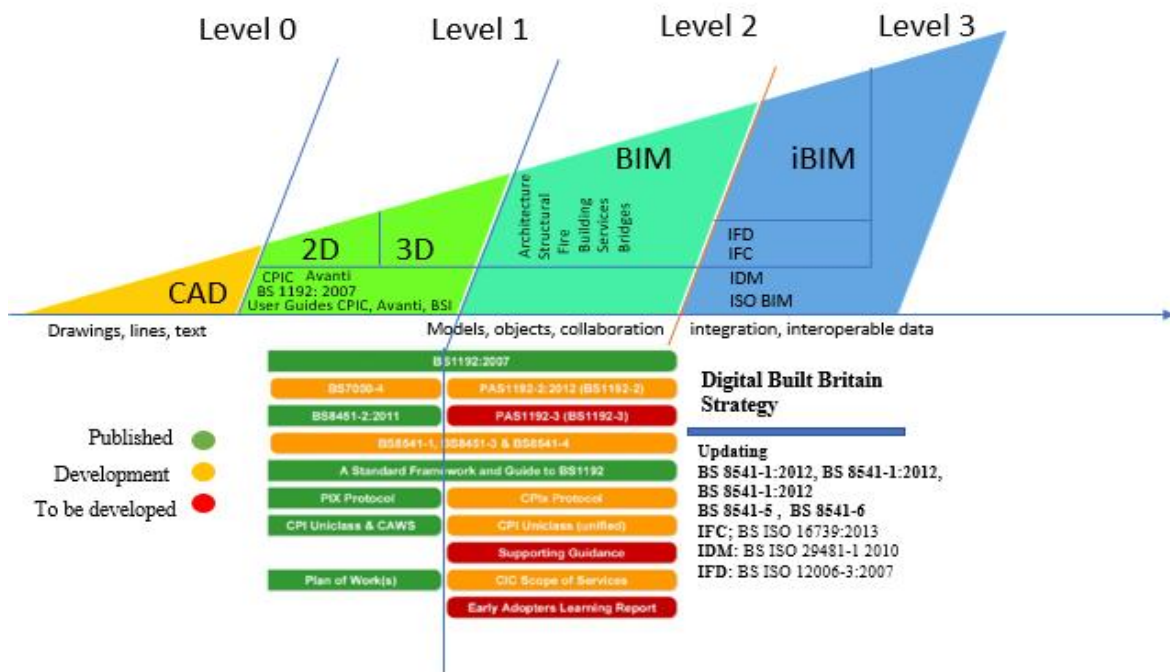 Level 0
Level 1
Level 2
Level 3
BIM
iBIM
Architecture
Structural
Fire
Building
Services
Bridges
2D
3D
IFD
IFC
CAD
CPIC Avanti
BS 1192: 2007
User Guides CPIC, Avanti, BSI
IDM
ISO BIM
Drawings, lines, text
Models, objects, collaboration
integration, interoperable data
BS1192:2007
BS7000-4
PAS1192-2:2012 (BS1192-2)
BS8451-2:2011
PAS1192-3 (BS1192-3)
BS8541-1, BS8451-3 & BS8541-4
A Standard Framework and Guide to BS1192
PIX Protocol
CPIx Protocol
CPI Uniclass & CAWS
CPI Uniclass (unified)
Supporting Guidance
Plan of Work(s)
CIC Scope of Services
Early Adopters Learning Report
Published
Development
To be developed
Digital Built Britain
Strategy
Updating
BS 8541-1:2012, BS 8541-1:2012,
BS 8541-1:2012
BS 8541-5 , BS 8541-6
IFC; BS ISO 16739:2013
IDM: BS ISO 29481-1 2010
IFD: BS ISO 12006-3:2007